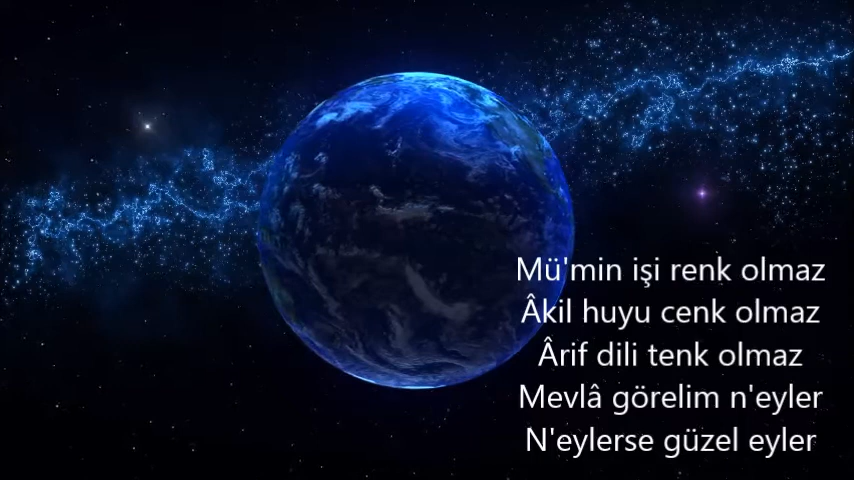 Mü'min işi renk olmaz
Âkil huyu cenk olmaz
Ârif dili tenk olmaz
Mevlâ görelim n'eyler
N'eylerse güzel eyler